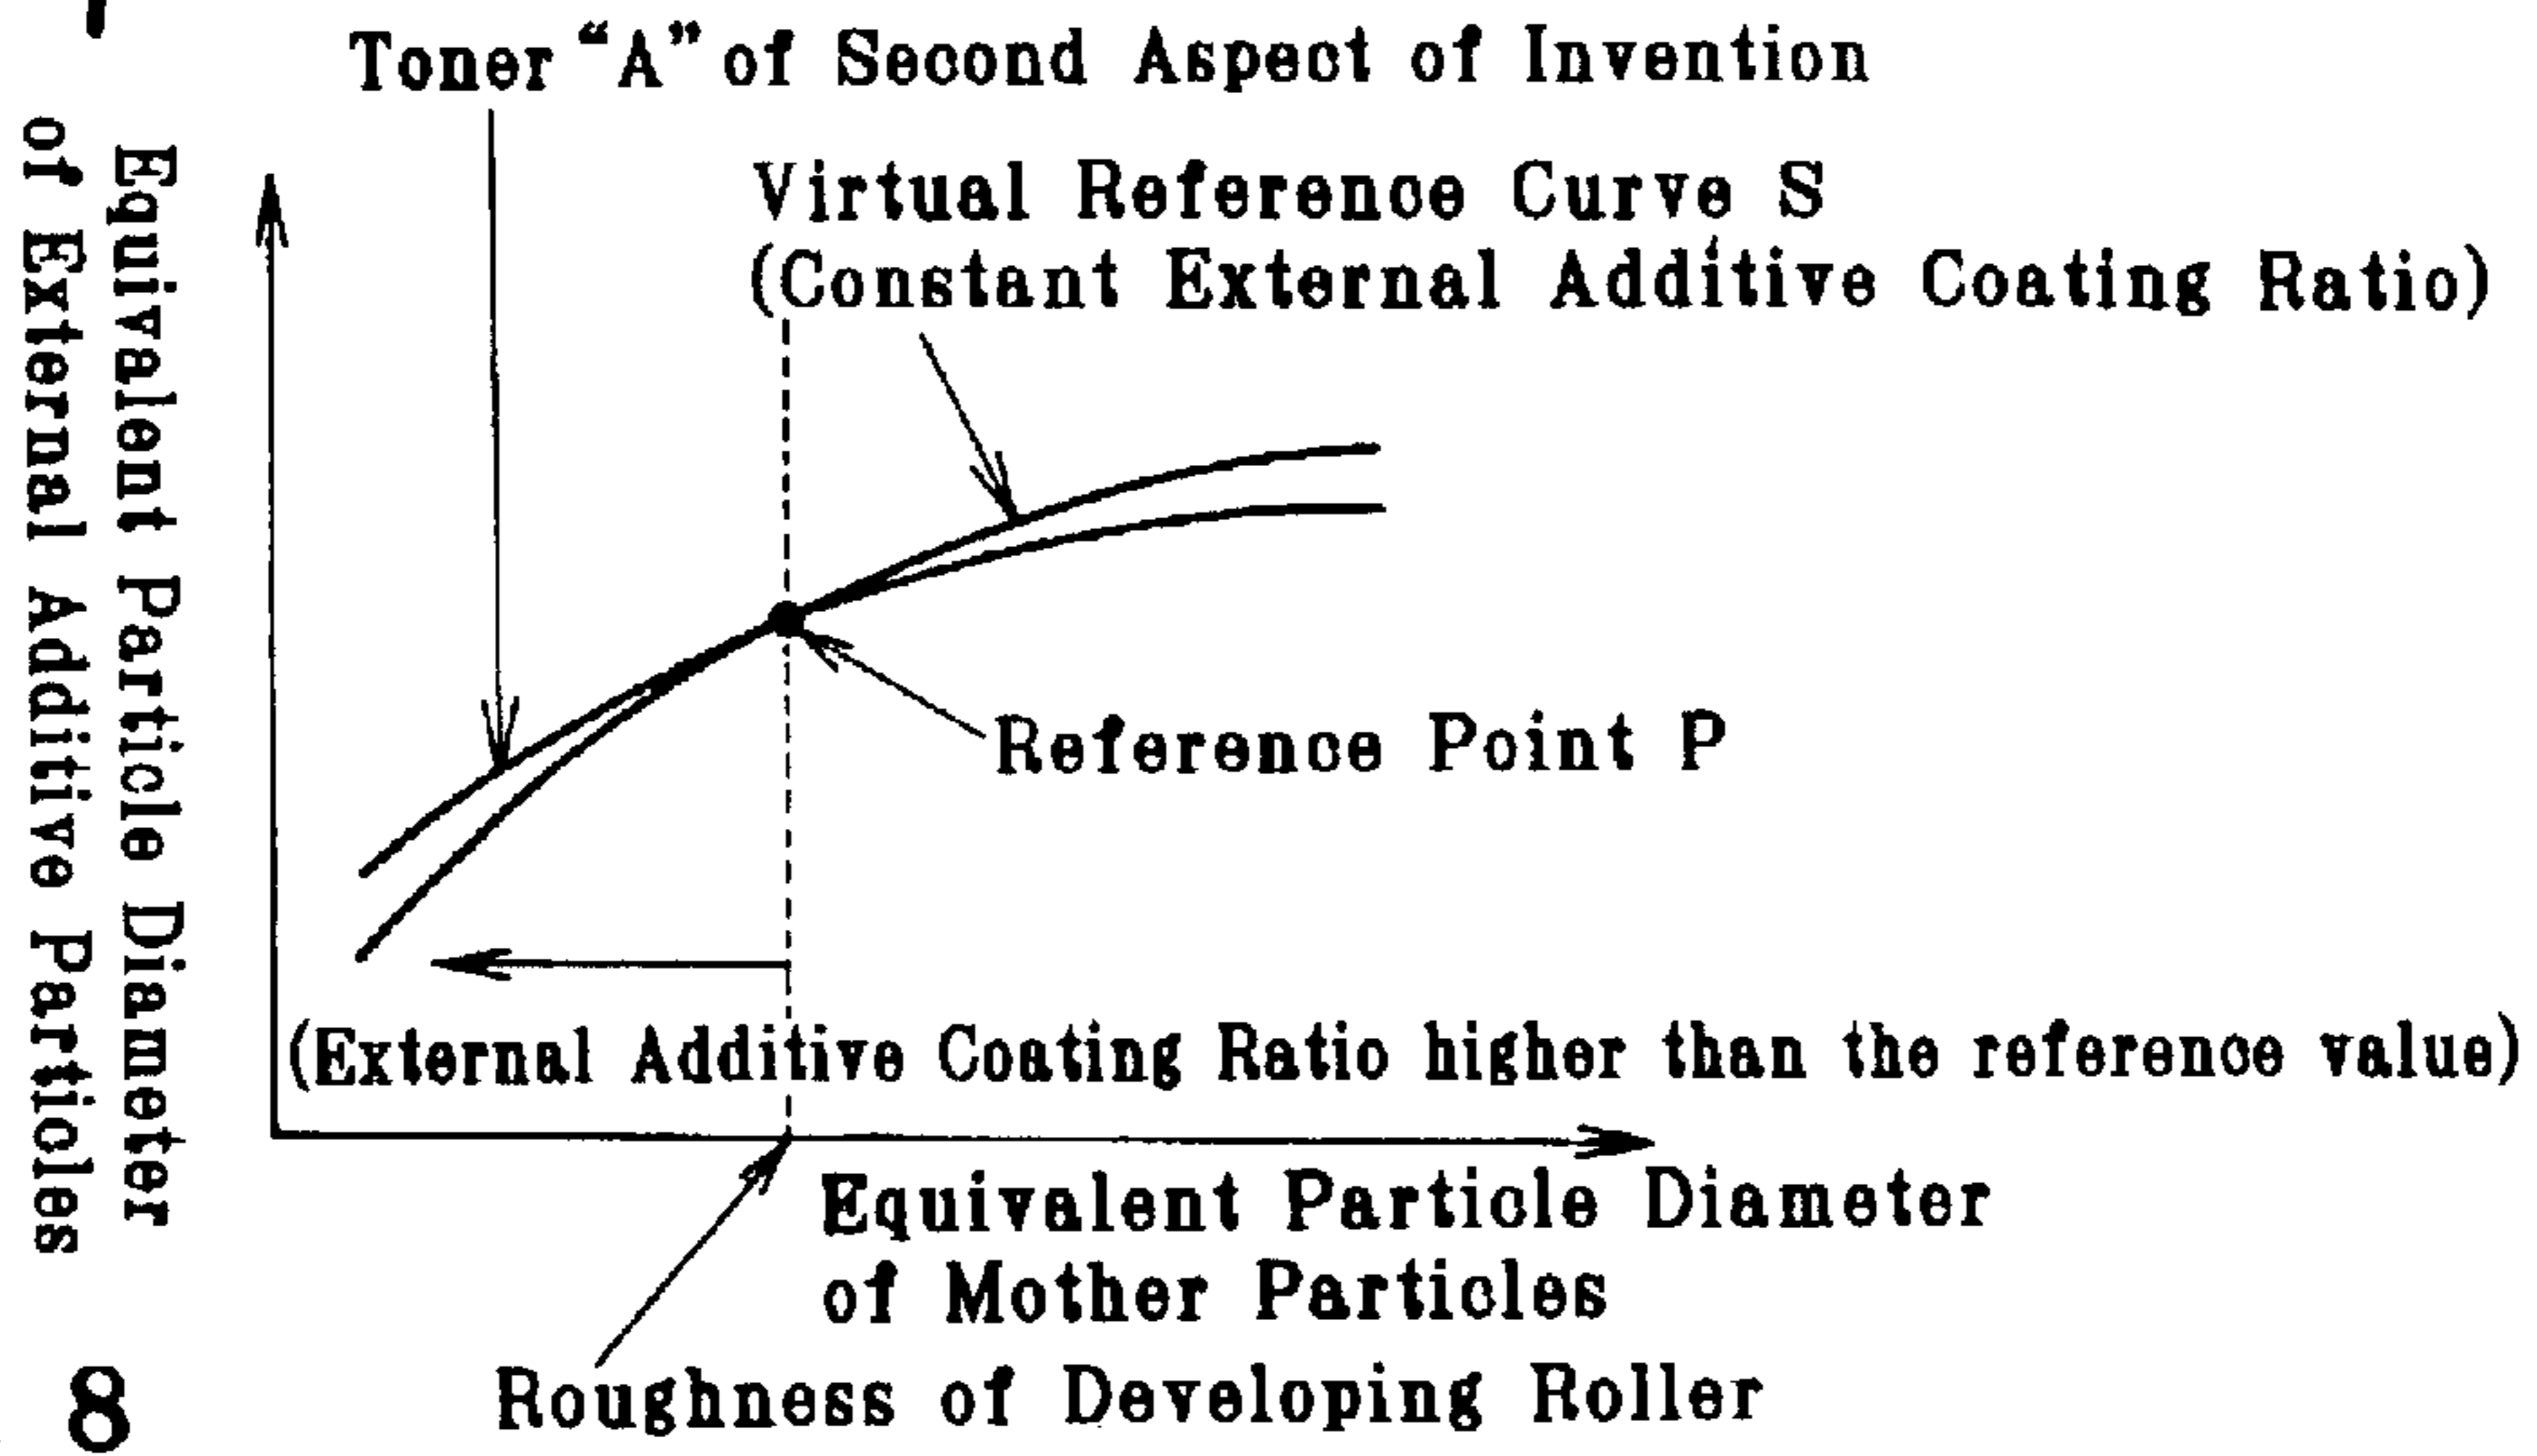 Toner “A” of Second Aspect of Invention
Virtual Reference Curve S
(Constant External Additive Coating Ratio)
Equivalent Particle Diameter
of External Additive Particles
Reference Point P
(External Additive Coating Ratio higher than the reference value)
Equivalent Particle Diameter
of Mother Particles
Roughness of Developing Roller
8